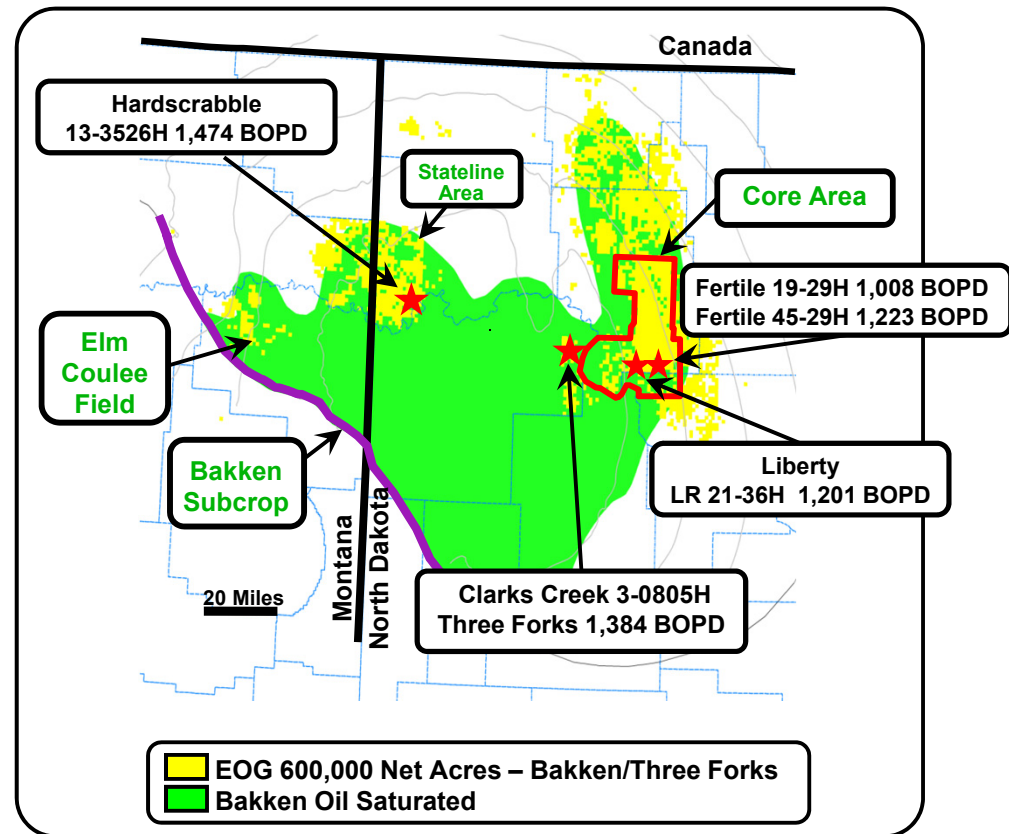 Canada
Hardscrabble
13-3526H 1,474 BOPD
Stateline
Area
Core Area
Fertile 19-29H 1,008 BOPD
Fertile 45-29H 1,223 BOPD
Elm
Coulee
Field
Bakken
Subcrop
Liberty
LR 21-36H 1,201 BOPD
Montana
North Dakota
20 Miles
Clarks Creek 3-0805H
Three Forks 1,384 BOPD
EOG 600,000 Net Acres – Bakken/Three Forks
Bakken Oil Saturated